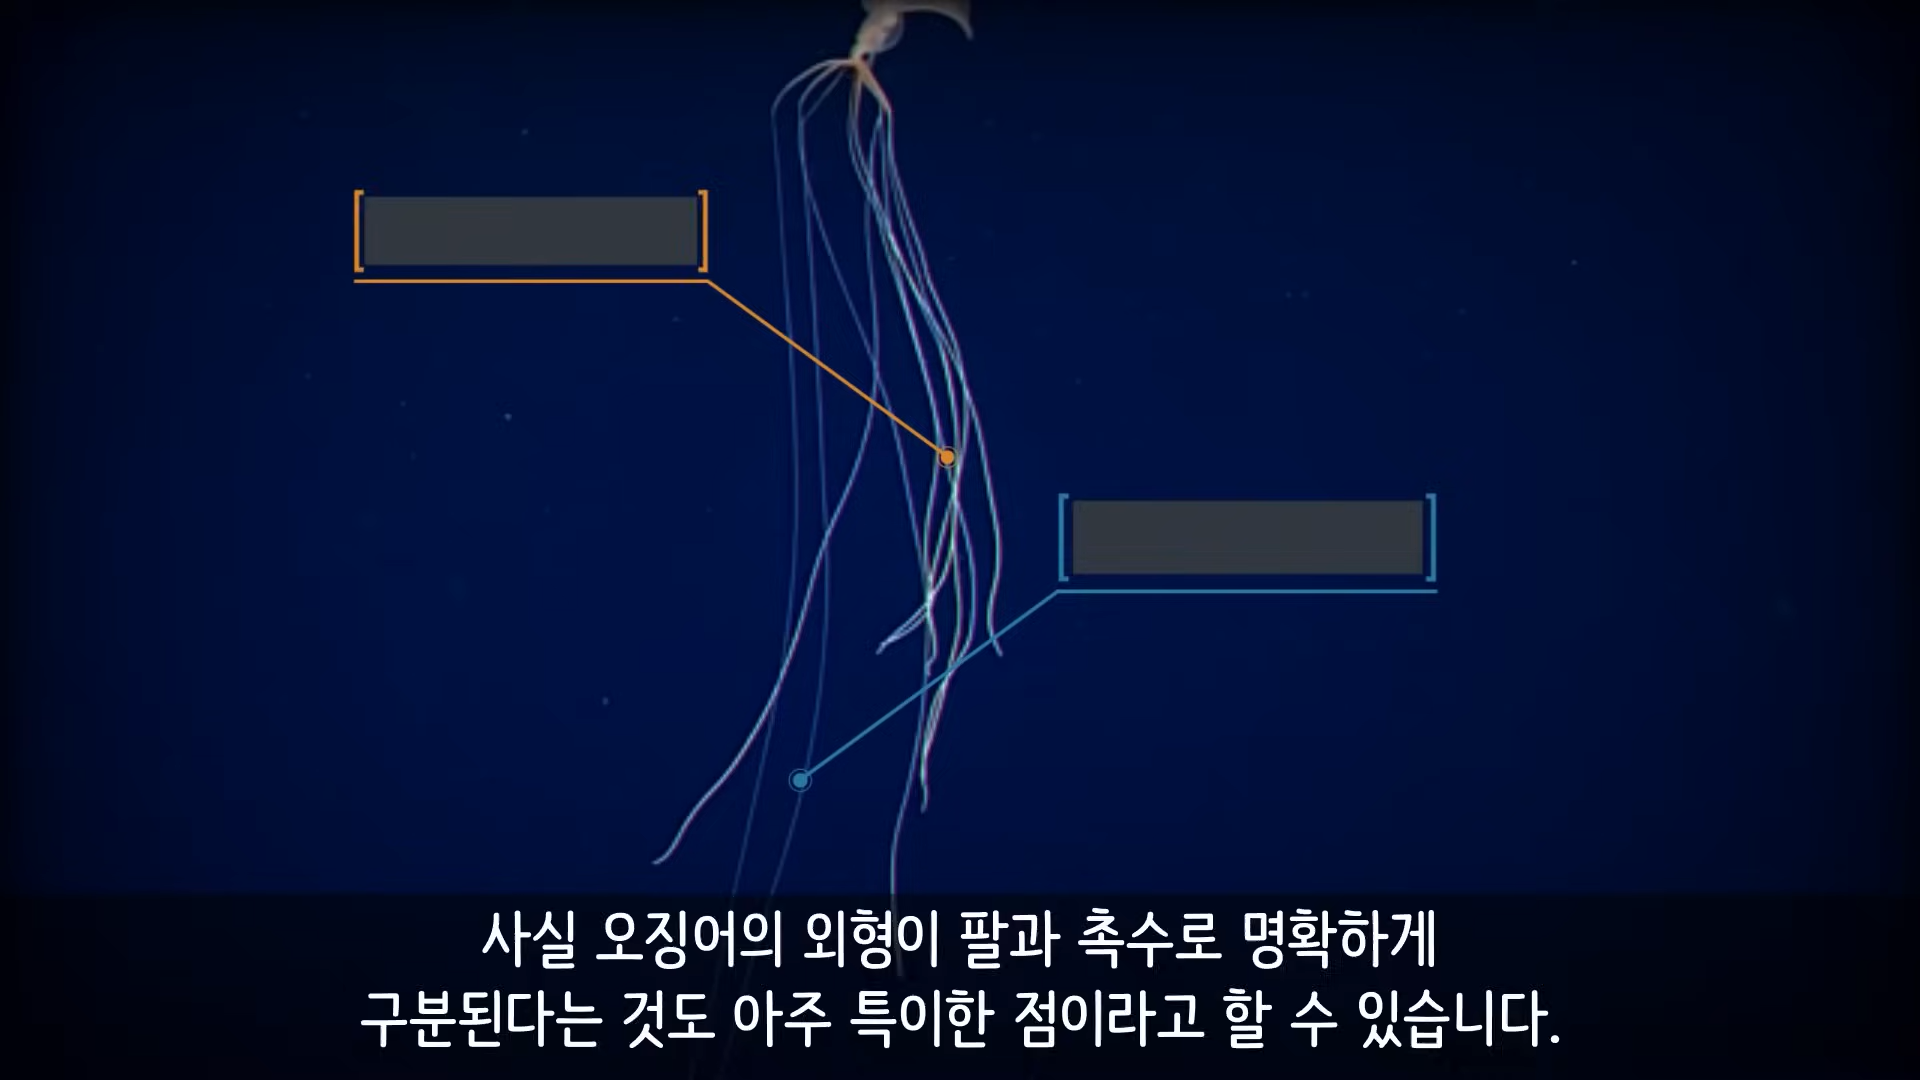 사실 오징어의 외형이 팔과 촉수로 명확하게
구분된다는 것도 아주 특이한 점이라고 할 수 있습니다.